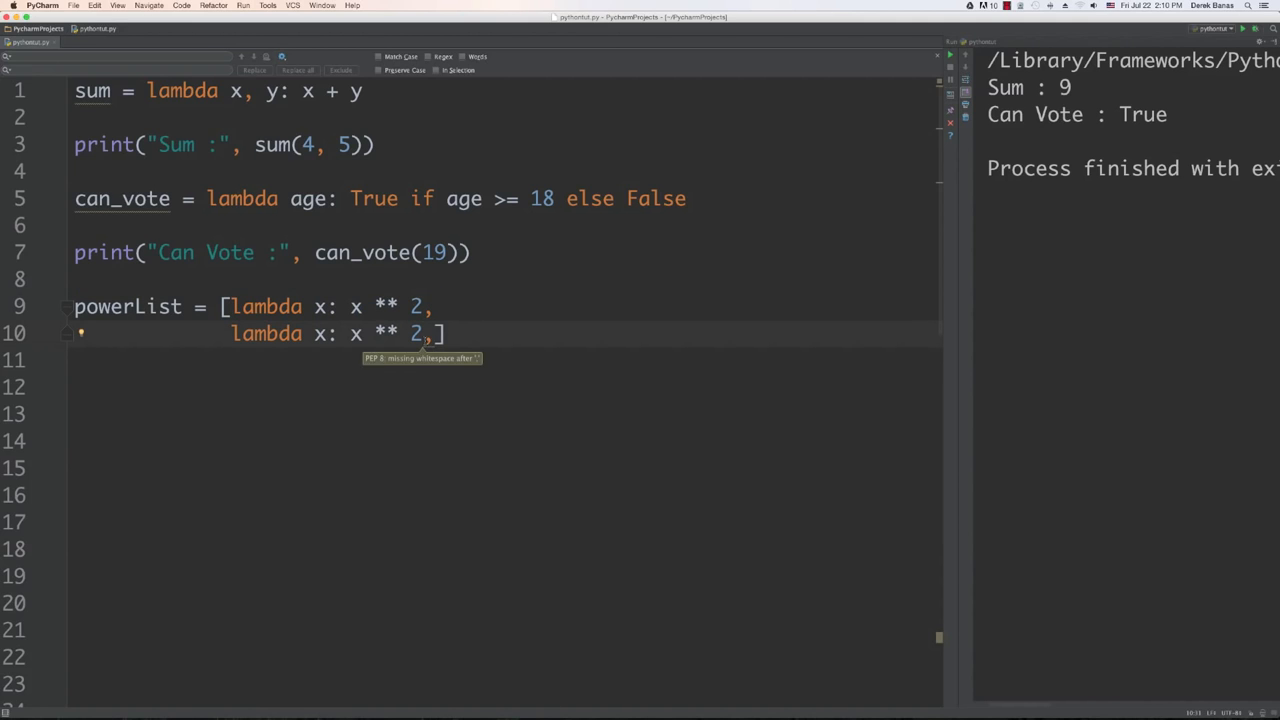 PyCharm File Edit View Navigate Code Refactor Run Tools VCS Window Help
10 Fri Jul 22 2:10 PM Derek Banas
pythontut.py - PycharmProjects - [~/PycharmProjects]
PycharmProjects pythontut.py
pythontut
pythontut.py
Run pythontut
Match Case Regex Words
Replace Replace all Exclude Preserve Case In Selection
1 sum = lambda x, y: x + y
2
3 print("Sum :", sum(4, 5))
4
5 can_vote = lambda age: True if age >= 18 else False
6
7 print("Can Vote :", can_vote(19))
8
9 powerList = [lambda x: x ** 2,
10 lambda x: x ** 2,]
PEP 8: missing whitespace after ','
11
12
13
14
15
16
17
18
19
20
21
22
23
24
/Library/Frameworks/Pytho
Sum : 9
Can Vote : True
Process finished with exi
10:31 LF÷ UTF-8÷